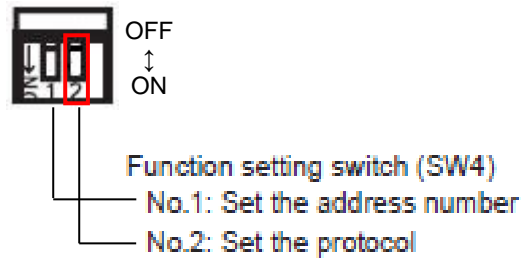 OFF
↕
ON
↓ ON 1 2
Function setting switch (SW4)
No.1: Set the address number
No.2: Set the protocol